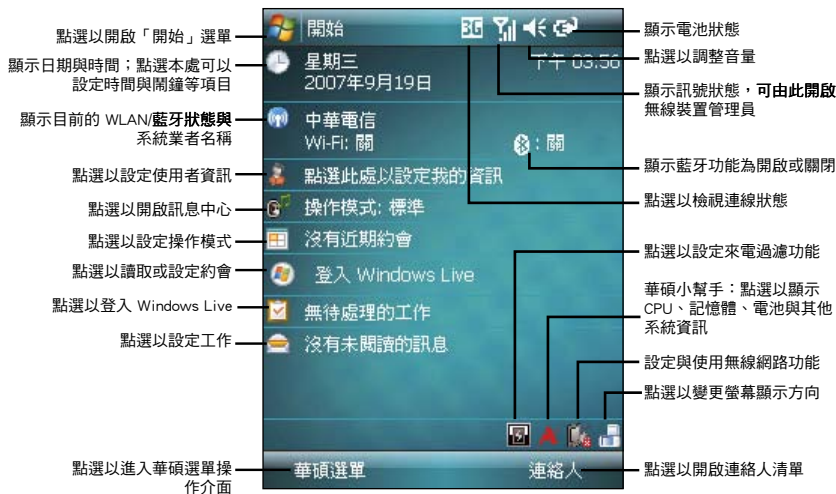 點選以開啟「開始」選單
顯示日期與時間；點選本處可以
設定時間與鬧鐘等項目
顯示目前的 WLAN/藍牙狀態與
系統業者名稱
點選以設定使用者資訊
點選以開啟訊息中心
點選以設定操作模式
點選以讀取或設定約會
點選以登入 Windows Live
點選以設定工作
點選以進入華碩選單操
作介面
開始
3G
星期三
下午 03:56
2007年9月19日
中華電信
Wi-Fi: 關
: 關
點選此處以設定我的資訊
操作模式: 標準
沒有近期約會
登入 Windows Live
無待處理的工作
沒有未閱讀的訊息
華碩選單
連絡人
顯示電池狀態
點選以調整音量
顯示訊號狀態，可由此開啟
無線裝置管理員
顯示藍牙功能為開啟或關閉
點選以檢視連線狀態
點選以設定來電過濾功能
華碩小幫手：點選以顯示
CPU、記憶體、電池與其他
系統資訊
設定與使用無線網路功能
點選以變更螢幕顯示方向
點選以開啟連絡人清單